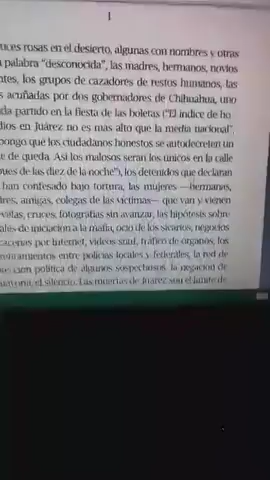 1
ruces rosas en el desierto, algunas con nombres y otras
a palabra “desconocida”, las madres, hermanos, novios
ntes, los grupos de cazadores de restos humanos, las
s acuñadas por dos gobernadores de Chihuahua, uno
da partido en la fiesta de las boletas (“El índice de ho
dios en Juárez no es más alto que la media nacional”
pongo que los ciudadanos honestos se autodecreten un
e de queda. Así los malosos serán los únicos en la calle
pués de las diez de la noche”), los detenidos que declaran
han confesado bajo tortura, las mujeres —hermanas,
dres, amigas, colegas de las víctimas— que van y vienen
cruces, fotografías sin avanzar, las hipótesis sobre
ales de iniciación a la mafia, ocio de los sicarios, negocios
por Internet, videos snuff, tráfico de órganos, los
entre policías locales y federales, la red de
política de algunos sospechosos, la negación de
el silencio. Las muertas de Juárez son el límite de